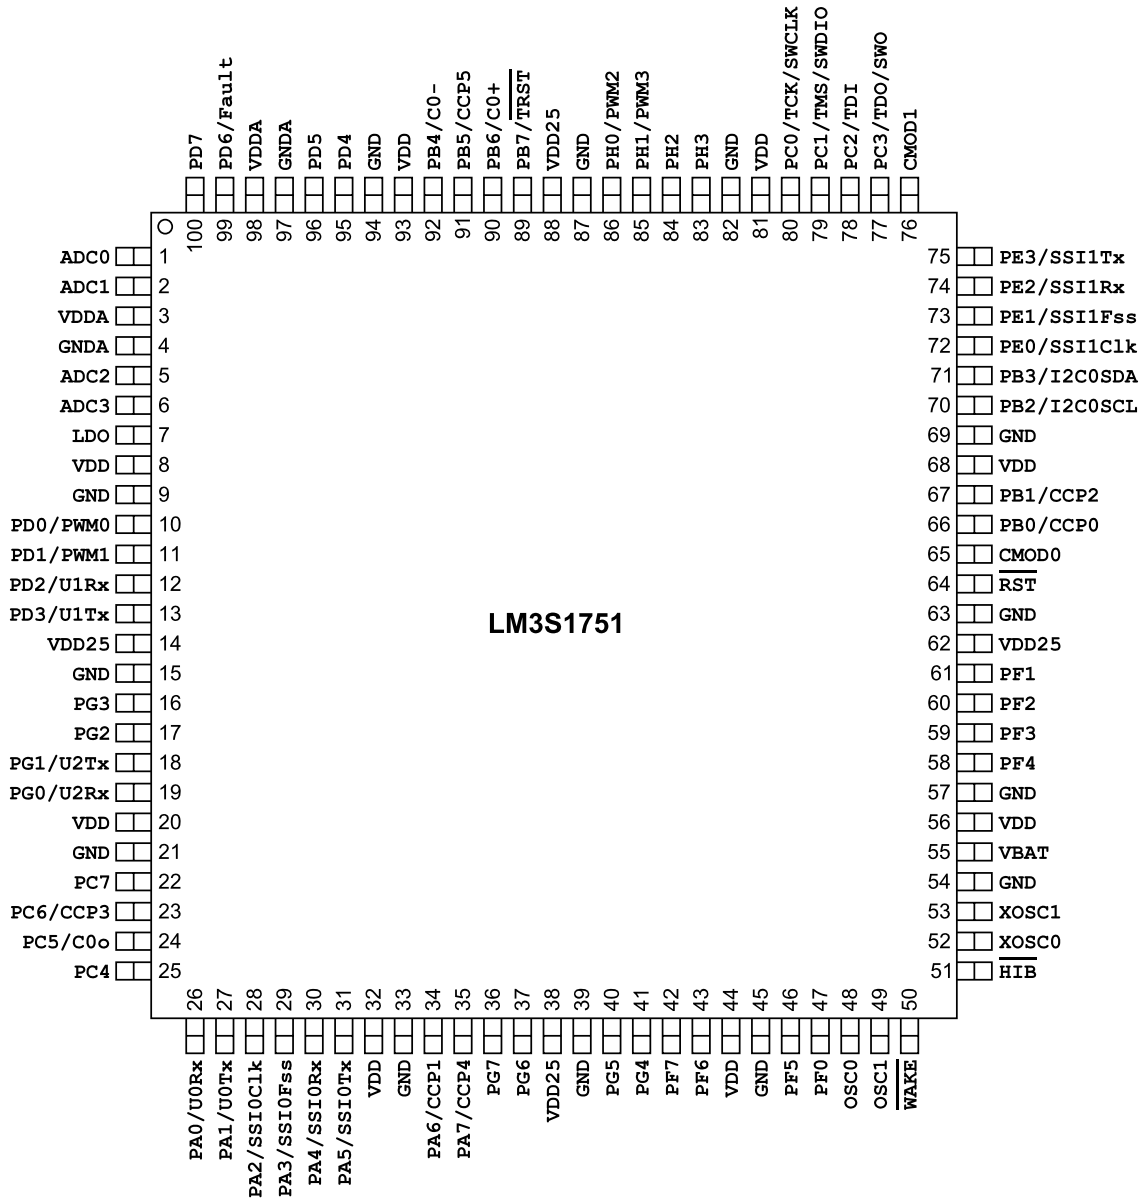 PD7
PD6/Fault
VDDA
GNDA
PD5
PD4
GND
VDD
PB4/C0-
PB5/CCP5
PB6/C0+
PB7/TRST
VDD25
GND
PH0/PWM2
PH1/PWM3
PH2
PH3
GND
VDD
PC0/TCK/SWCLK
PC1/TMS/SWDIO
PC2/TDI
PC3/TDO/SWO
CMOD1
100
99
98
97
96
95
94
93
92
91
90
89
88
87
86
85
84
83
82
81
80
79
78
77
76
ADC0 1
ADC1 2
VDDA 3
GNDA 4
ADC2 5
ADC3 6
LDO 7
VDD 8
GND 9
PD0/PWM0 10
PD1/PWM1 11
PD2/U1Rx 12
PD3/U1Tx 13
VDD25 14
GND 15
PG3 16
PG2 17
PG1/U2Tx 18
PG0/U2Rx 19
VDD 20
GND 21
PC7 22
PC6/CCP3 23
PC5/C0o 24
PC4 25
LM3S1751
75 PE3/SSI1Tx
74 PE2/SSI1Rx
73 PE1/SSI1Fss
72 PE0/SSI1Clk
71 PB3/I2C0SDA
70 PB2/I2C0SCL
69 GND
68 VDD
67 PB1/CCP2
66 PB0/CCP0
65 CMOD0
64 RST
63 GND
62 VDD25
61 PF1
60 PF2
59 PF3
58 PF4
57 GND
56 VDD
55 VBAT
54 GND
53 XOSC1
52 XOSC0
51 HIB
26
27
28
29
30
31
32
33
34
35
36
37
38
39
40
41
42
43
44
45
46
47
48
49
50
PA0/U0Rx
PA1/U0Tx
PA2/SSI0Clk
PA3/SSI0Fss
PA4/SSI0Rx
PA5/SSI0Tx
VDD
GND
PA6/CCP1
PA7/CCP4
PG7
PG6
VDD25
GND
PG5
PG4
PF7
PF6
VDD
GND
PF5
PF0
OSC0
OSC1
WAKE